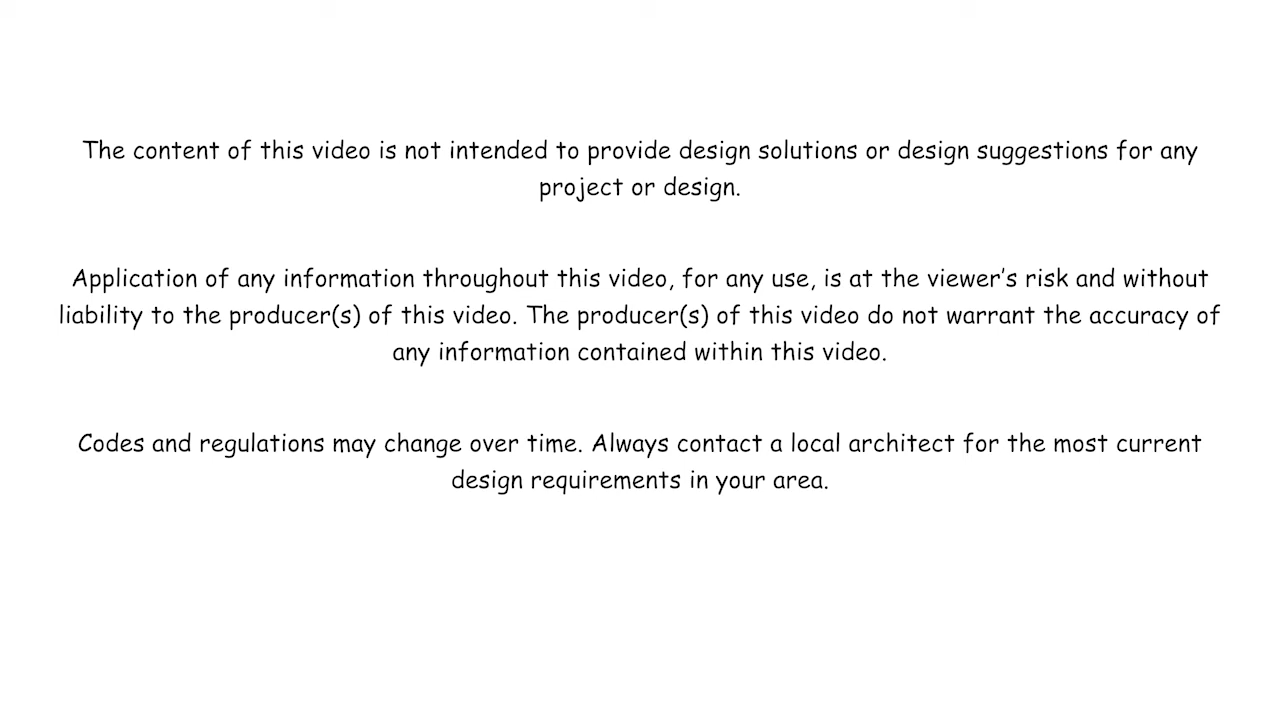 The content of this video is not intended to provide design solutions or design suggestions for any
project or design.
Application of any information throughout this video, for any use, is at the viewer’s risk and without
liability to the producer(s) of this video. The producer(s) of this video do not warrant the accuracy of
any information contained within this video.
Codes and regulations may change over time. Always contact a local architect for the most current
design requirements in your area.